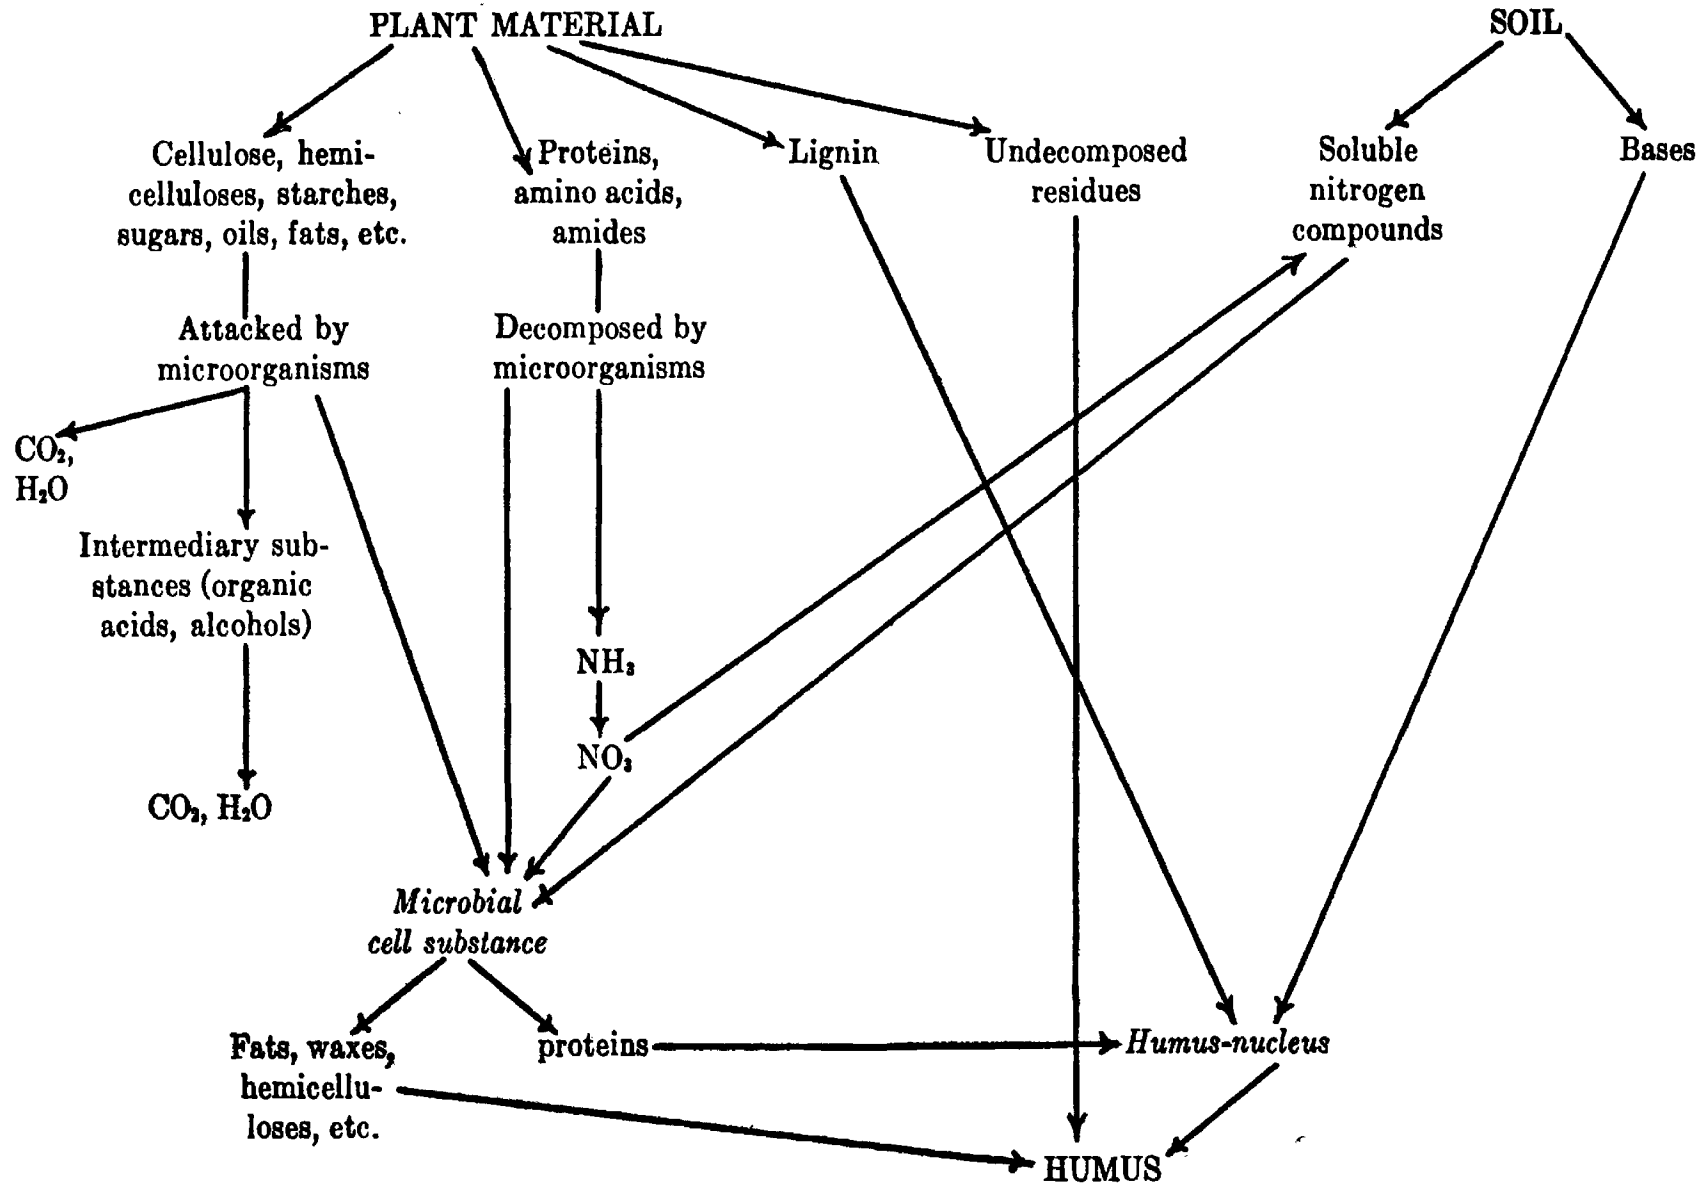 PLANT MATERIAL
SOIL
Cellulose, hemi-
celluloses, starches,
sugars, oils, fats, etc.
Proteins,
amino acids,
amides
Lignin
Undecomposed
residues
Soluble
nitrogen
compounds
Bases
Attacked by
microorganisms
Decomposed by
microorganisms
CO₂,
H₂O
Intermediary sub-
stances (organic
acids, alcohols)
NH₃
NO₃
CO₂, H₂O
Microbial
cell substance
Fats, waxes,
hemicellu-
loses, etc.
proteins
Humus-nucleus
HUMUS